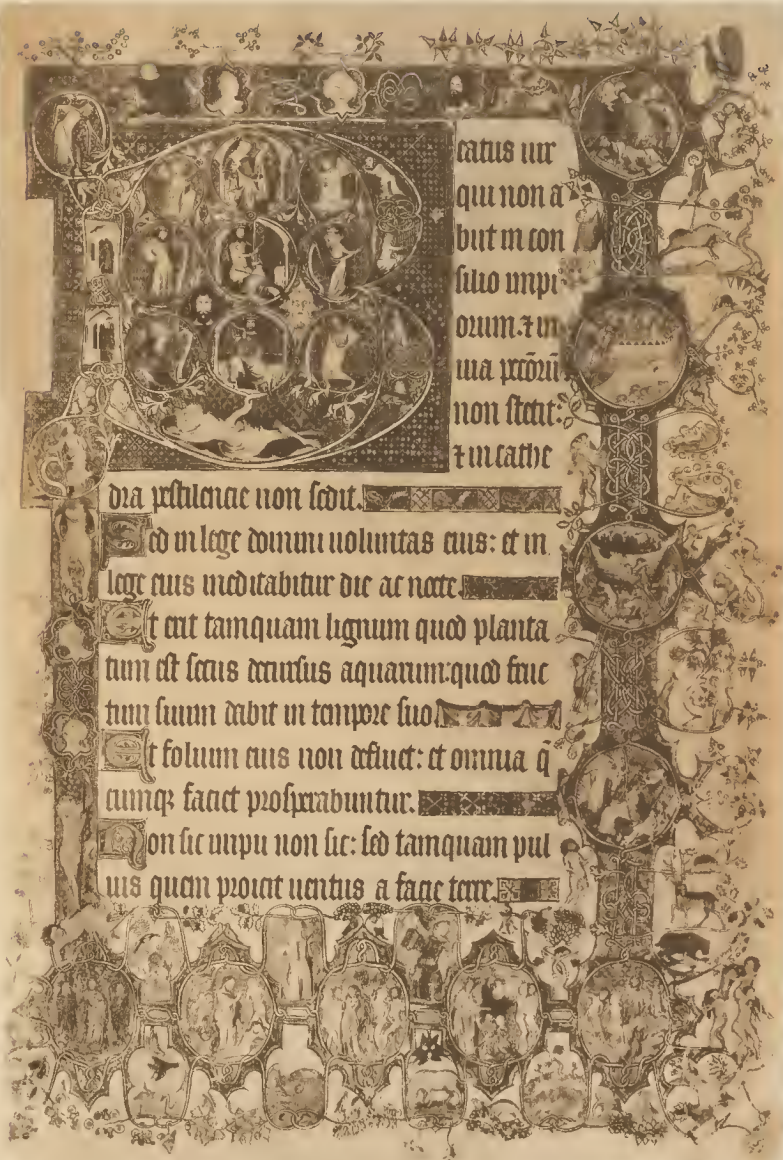 Beatus uir
qui non a
biit in con
silio impi
orum. ⁊ in
uia pccōrū
non stetit:
⁊ in cathe
dra pestilencie non sedit.
Sed in lege domini uoluntas eius: et in
lege eius meditabitur die ac nocte.
Et erit tamquam lignum quod planta
tum est secus decursus aquarum: quod fruc
tum suum dabit in tempore suo.
Et folium eius non defluet: et omnia q̄
cumqꝫ faciet prosperabuntur.
Non sic impii non sic: sed tamquam pul
uis quem proicit uentus a facie terre.